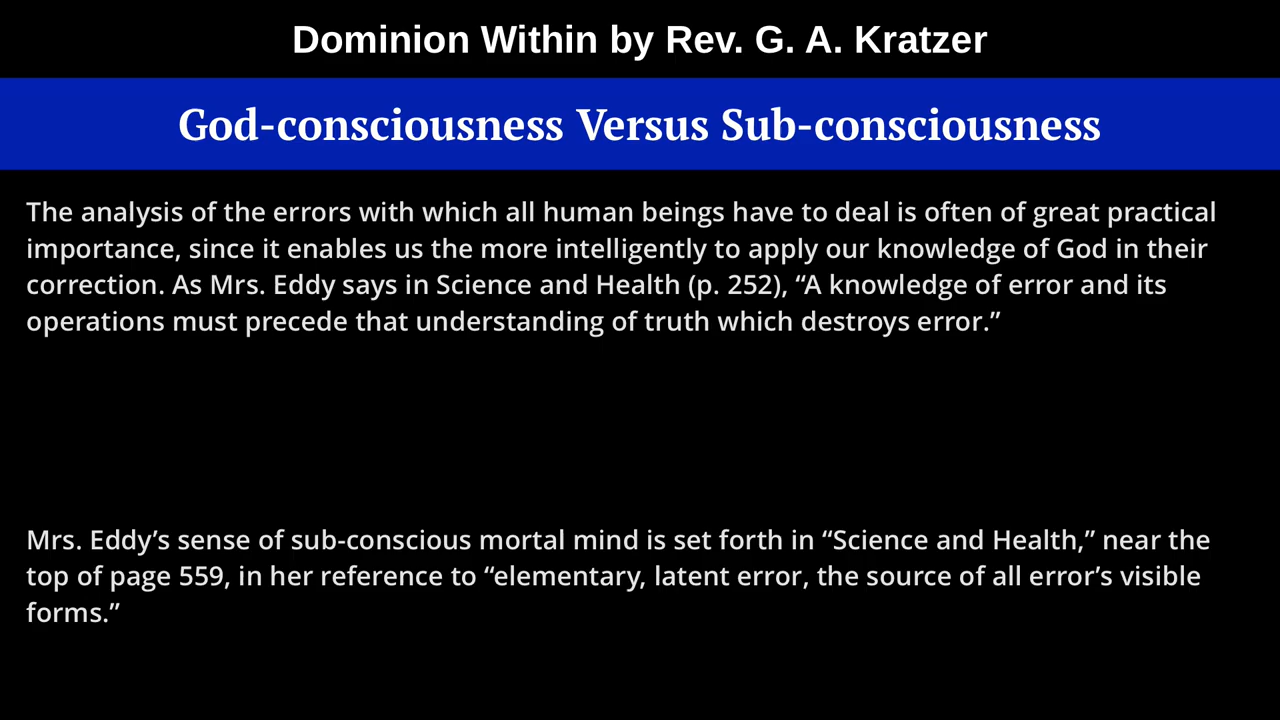 Dominion Within by Rev. G. A. Kratzer
God-consciousness Versus Sub-consciousness
The analysis of the errors with which all human beings have to deal is often of great practical
importance, since it enables us the more intelligently to apply our knowledge of God in their
correction. As Mrs. Eddy says in Science and Health (p. 252), “A knowledge of error and its
operations must precede that understanding of truth which destroys error.”
Mrs. Eddy’s sense of sub-conscious mortal mind is set forth in “Science and Health,” near the
top of page 559, in her reference to “elementary, latent error, the source of all error’s visible
forms.”